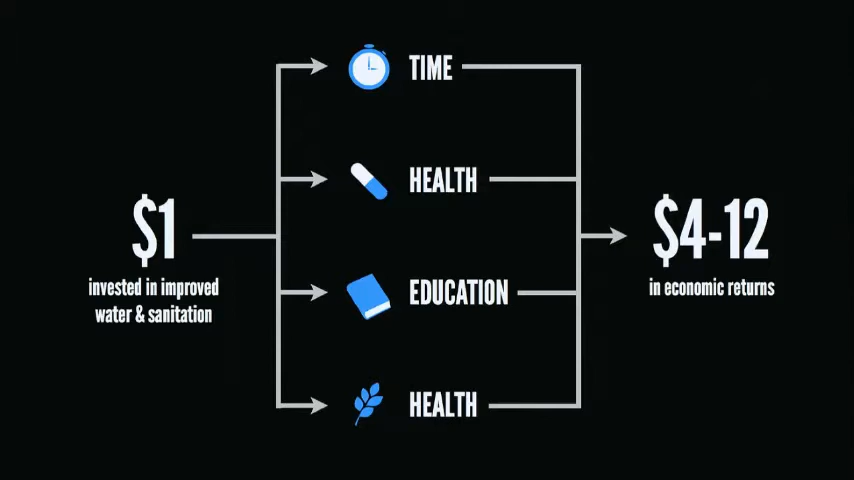 $1
invested in improved
water & sanitation
TIME
HEALTH
EDUCATION
HEALTH
$4-12
in economic returns